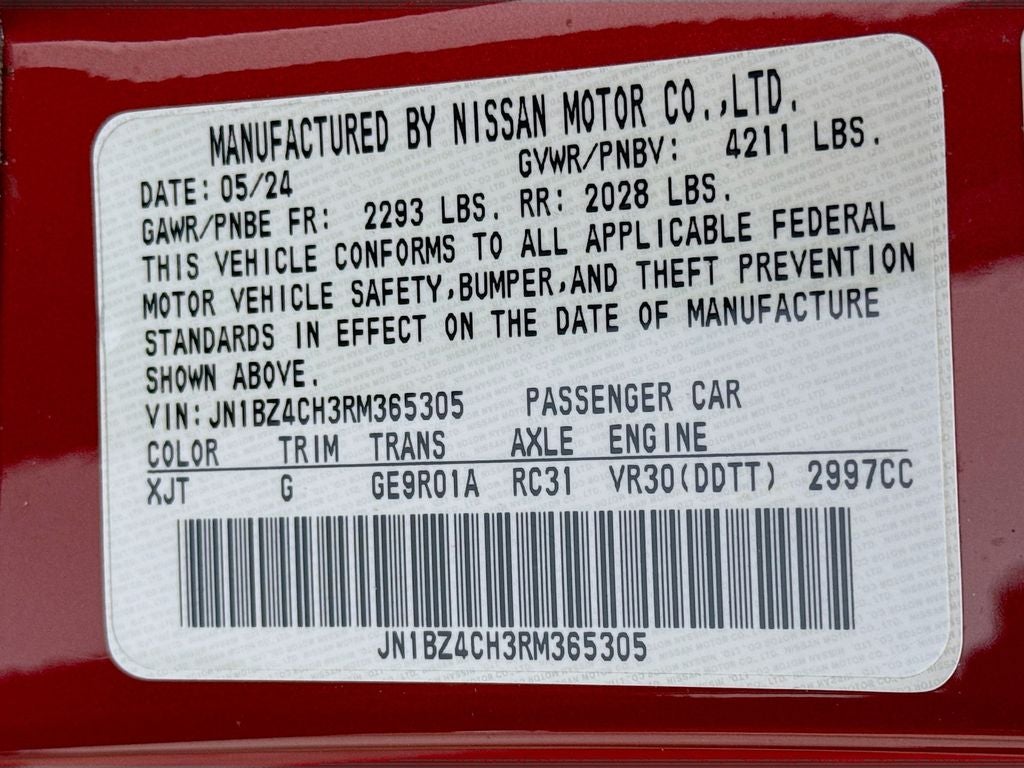 MANUFACTURED BY NISSAN MOTOR CO.,LTD.
DATE: 05/24 GVWR/PNBV: 4211 LBS.
GAWR/PNBE FR: 2293 LBS. RR: 2028 LBS.
THIS VEHICLE CONFORMS TO ALL APPLICABLE FEDERAL
MOTOR VEHICLE SAFETY,BUMPER,AND THEFT PREVENTION
STANDARDS IN EFFECT ON THE DATE OF MANUFACTURE
SHOWN ABOVE.
VIN:JN1BZ4CH3RM365305 PASSENGER CAR
COLOR TRIM TRANS AXLE ENGINE
XJT G GE9R01A RC31 VR30(DDTT) 2997CC
JN1BZ4CH3RM365305